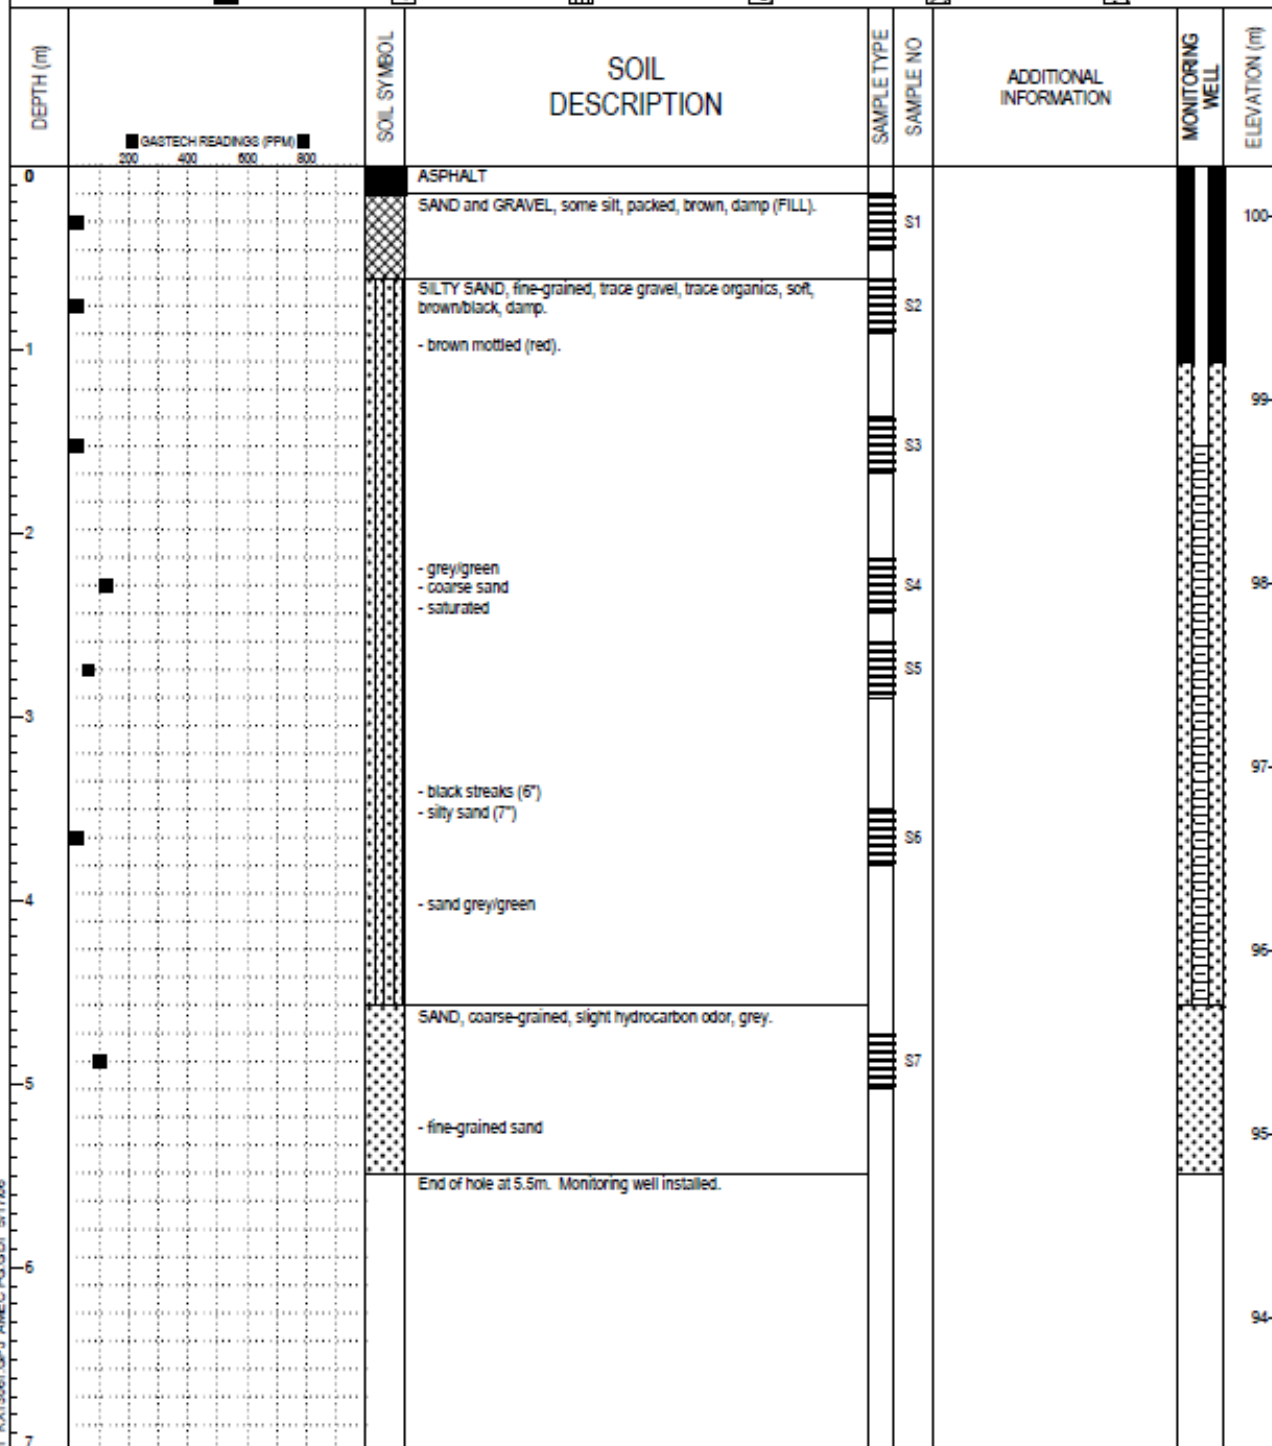 DEPTH (m)
GASTECH READINGS (PPM)
200 400 600 800
SOIL SYMBOL
SOIL
DESCRIPTION
SAMPLE TYPE
SAMPLE NO
ADDITIONAL
INFORMATION
MONITORING
WELL
ELEVATION (m)
0
ASPHALT
SAND and GRAVEL, some silt, packed, brown, damp (FILL).
S1
100
SILTY SAND, fine-grained, trace gravel, trace organics, soft,
brown/black, damp.
S2
1
- brown mottled (red).
99
S3
2
- grey/green
- coarse sand
- saturated
S4
98
S5
3
97
- black streaks (6")
- silty sand (7")
S6
4
- sand grey/green
96
SAND, coarse-grained, slight hydrocarbon odor, grey.
S7
5
- fine-grained sand
95
End of hole at 5.5m. Monitoring well installed.
6
94
7